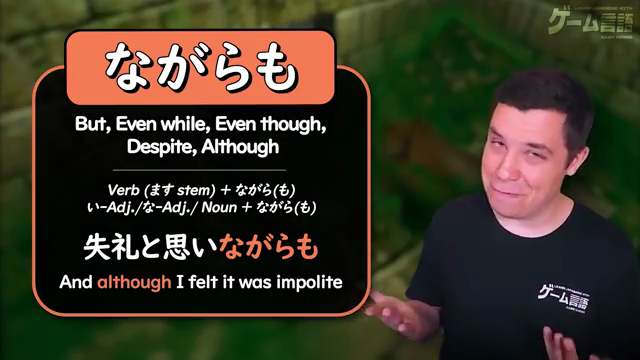 ゲーム言語
ながらも
But, Even while, Even though,
Despite, Although
Verb (ます stem) + ながら(も)
い-Adj./な-Adj./ Noun + ながら(も)
失礼と思いながらも
And although I felt it was impolite
ゲーム言語